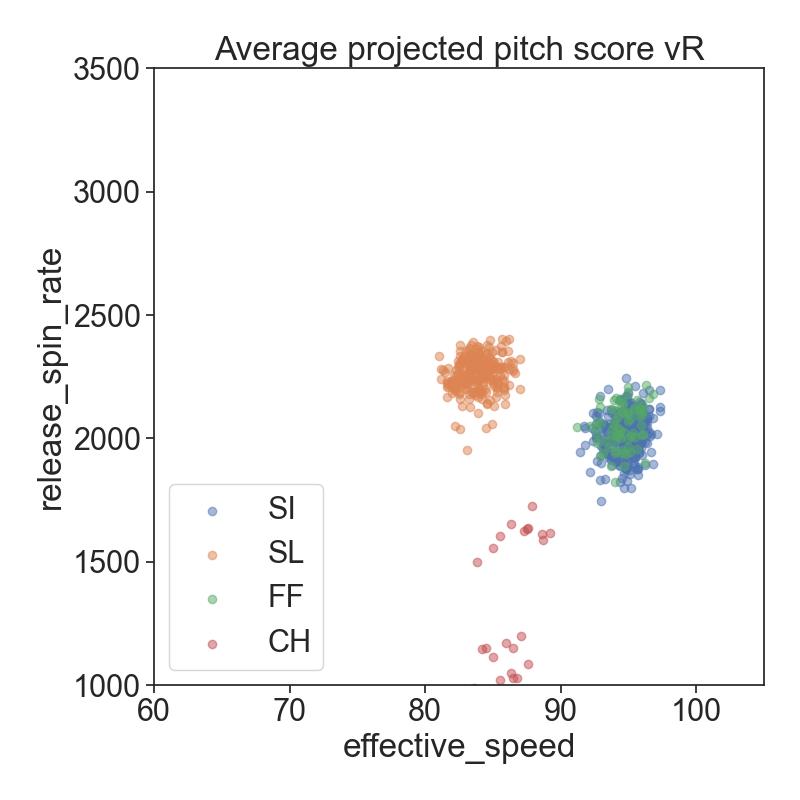 Average projected pitch score vR
3500
3000
2500
2000
1500
1000
release_spin_rate
SI
SL
FF
CH
60 70 80 90 100
effective_speed